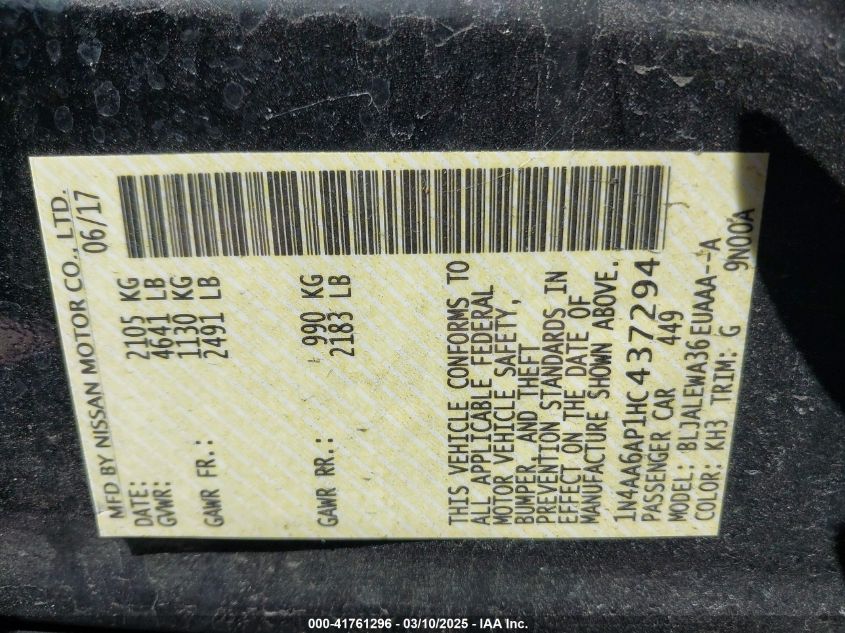 MFD BY NISSAN MOTOR CO., LTD.
DATE: 06/17
GVWR: 2105 KG
4641 LB
GAWR FR.: 1130 KG
2491 LB
GAWR RR.: 990 KG
2183 LB
THIS VEHICLE CONFORMS TO
ALL APPLICABLE FEDERAL
MOTOR VEHICLE SAFETY,
BUMPER, AND THEFT
PREVENTION STANDARDS IN
EFFECT ON THE DATE OF
MANUFACTURE SHOWN ABOVE.
1N4AA6AP1HC437294
PASSENGER CAR 449
MODEL: BLJALEWA36EUAAA--A
COLOR: KH3 TRIM: G 9N00A
000-41761296 - 03/10/2025 - IAA Inc.